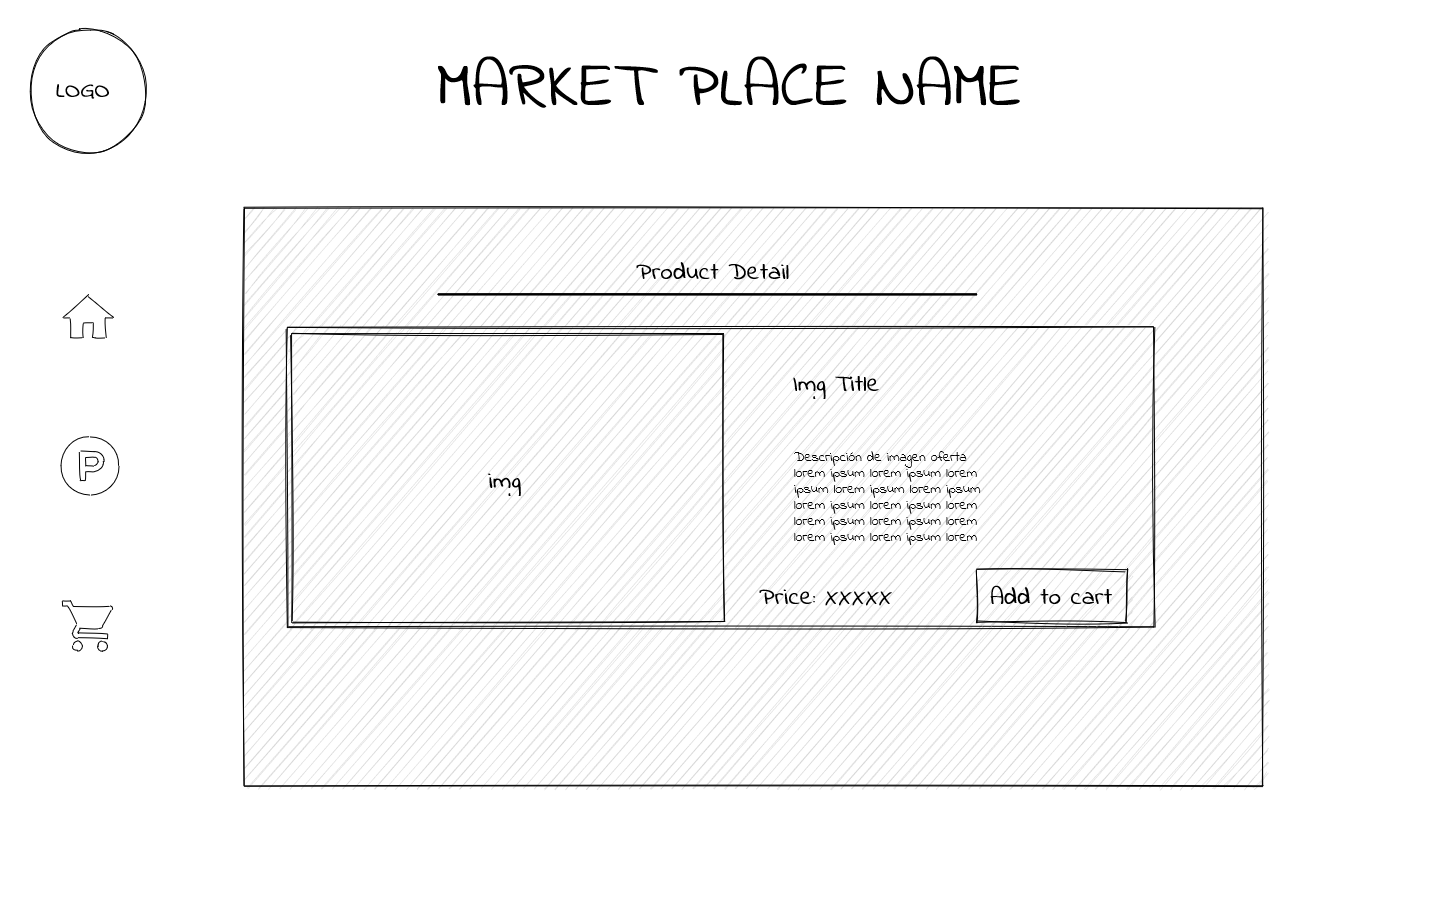 LOGO
MARKET PLACE NAME
Product Detail
img
Img Title
Descripción de imagen oferta
lorem ipsum lorem ipsum lorem
ipsum lorem ipsum lorem ipsum
lorem ipsum lorem ipsum lorem
lorem ipsum lorem ipsum lorem
lorem ipsum lorem ipsum lorem
Price: XXXXX
Add to cart
P